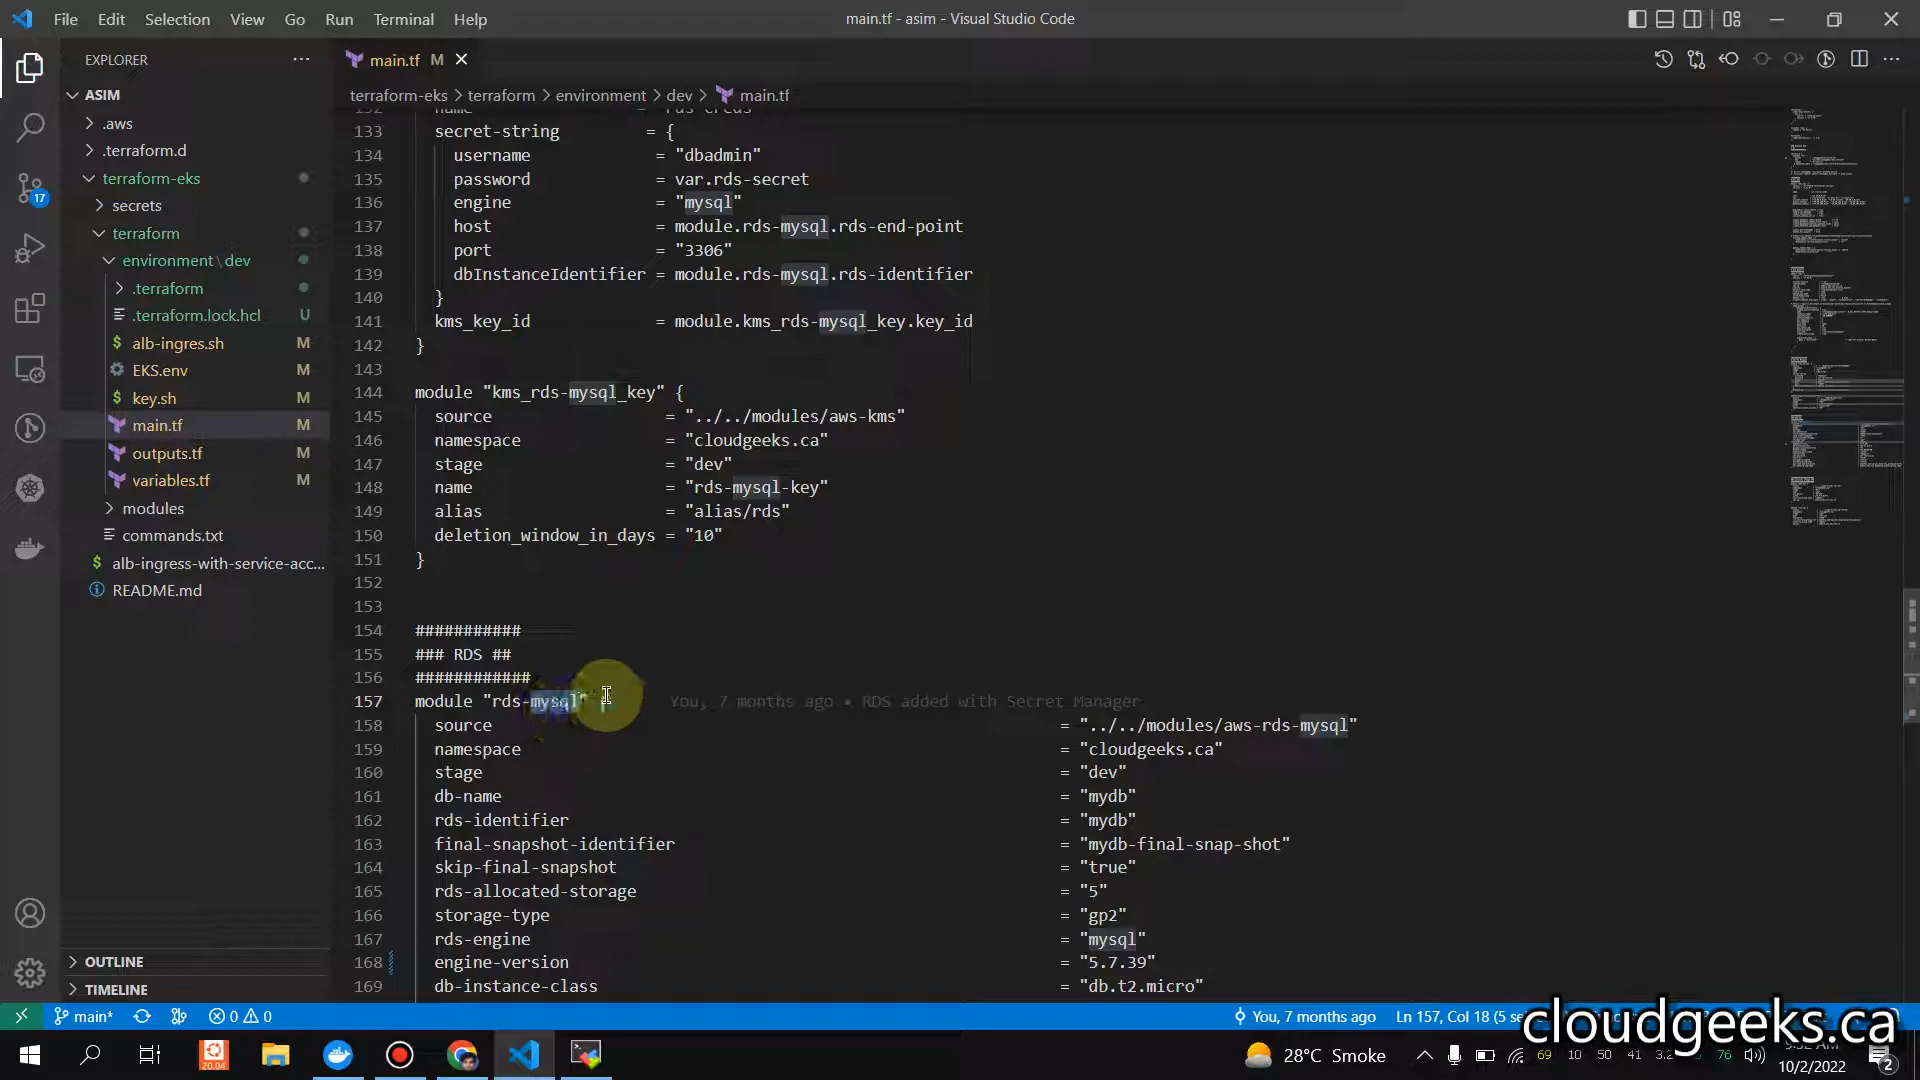 File Edit Selection View Go Run Terminal Help
main.tf - asim - Visual Studio Code
EXPLORER
main.tf M
ASIM
terraform-eks > terraform > environment > dev > main.tf
.aws
.terraform.d
terraform-eks
secrets
terraform
environment \ dev
.terraform
.terraform.lock.hcl U
alb-ingres.sh M
EKS.env M
key.sh M
main.tf M
outputs.tf M
variables.tf M
modules
commands.txt
alb-ingress-with-service-acc...
README.md
OUTLINE
TIMELINE
133 secret-string = {
134 username = "dbadmin"
135 password = var.rds-secret
136 engine = "mysql"
137 host = module.rds-mysql.rds-end-point
138 port = "3306"
139 dbInstanceIdentifier = module.rds-mysql.rds-identifier
140 }
141 kms_key_id = module.kms_rds-mysql_key.key_id
142 }
143
144 module "kms_rds-mysql_key" {
145 source = "../../modules/aws-kms"
146 namespace = "cloudgeeks.ca"
147 stage = "dev"
148 name = "rds-mysql-key"
149 alias = "alias/rds"
150 deletion_window_in_days = "10"
151 }
152
153
154 ###########
155 ### RDS ##
156 ############
157 module "rds-mysql" You, 7 months ago • RDS added with Secret Manager
158 source = "../../modules/aws-rds-mysql"
159 namespace = "cloudgeeks.ca"
160 stage = "dev"
161 db-name = "mydb"
162 rds-identifier = "mydb"
163 final-snapshot-identifier = "mydb-final-snap-shot"
164 skip-final-snapshot = "true"
165 rds-allocated-storage = "5"
166 storage-type = "gp2"
167 rds-engine = "mysql"
168 engine-version = "5.7.39"
169 db-instance-class = "db.t2.micro"
17
main* 0 0 You, 7 months ago Ln 157, Col 18 (5
cloudgeeks.ca
20.04
28°C Smoke 69 10 50 41 76
10/2/2022 2